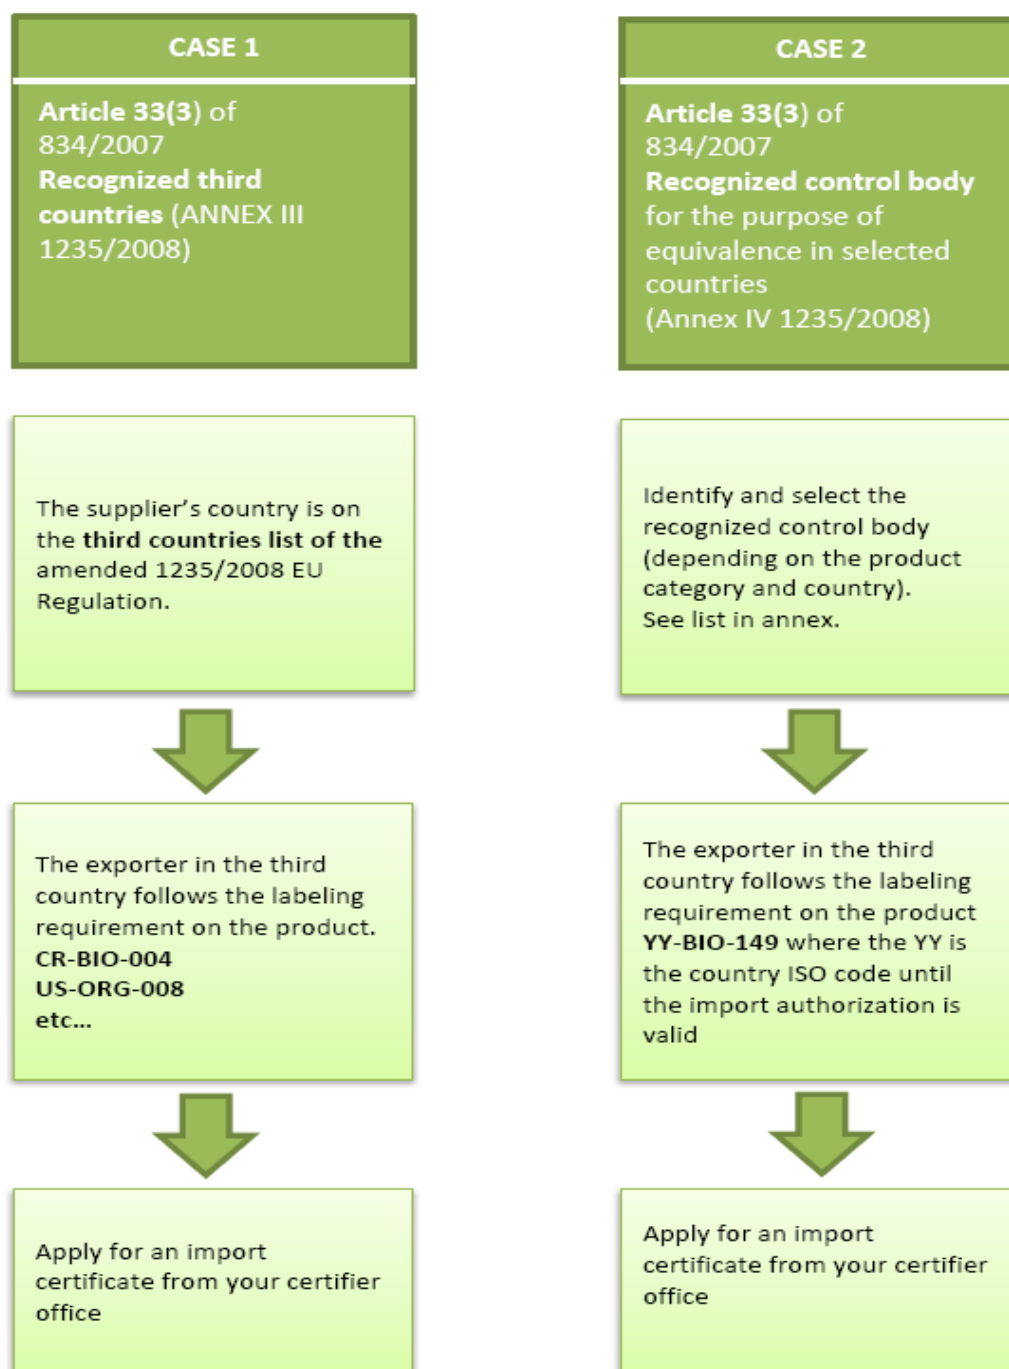 CASE 1
Article 33(3) of
834/2007
Recognized third
countries (ANNEX III
1235/2008)
The supplier’s country is on
the third countries list of the
amended 1235/2008 EU
Regulation.
The exporter in the third
country follows the labeling
requirement on the product.
CR-BIO-004
US-ORG-008
etc...
Apply for an import
certificate from your certifier
office
CASE 2
Article 33(3) of
834/2007
Recognized control body
for the purpose of
equivalence in selected
countries
(Annex IV 1235/2008)
Identify and select the
recognized control body
(depending on the product
category and country).
See list in annex.
The exporter in the third
country follows the labeling
requirement on the product
YY-BIO-149 where the YY is
the country ISO code until
the import authorization is
valid
Apply for an import
certificate from your certifier
office